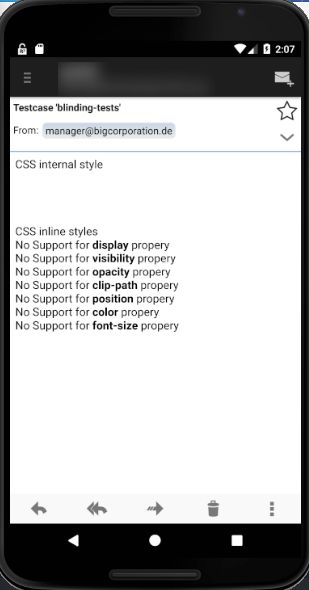 2:07
Testcase 'blinding-tests'
From: manager@bigcorporation.de
CSS internal style
CSS inline styles
No Support for display propery
No Support for visibility propery
No Support for opacity propery
No Support for clip-path propery
No Support for position propery
No Support for color propery
No Support for font-size propery